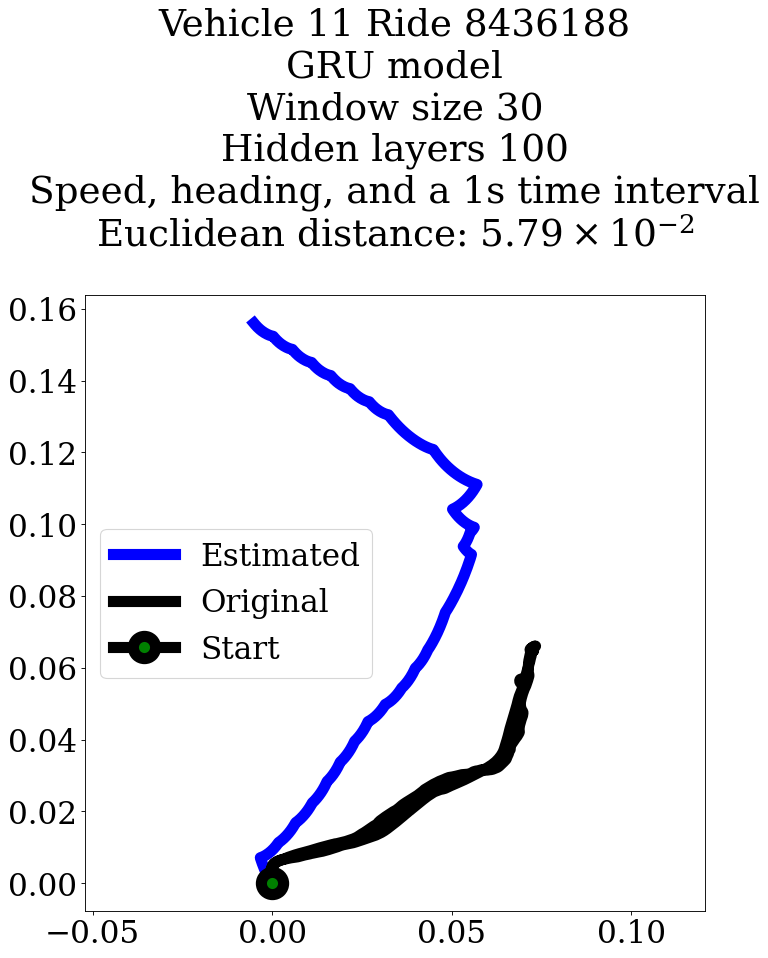 Vehicle 11 Ride 8436188
GRU model
Window size 30
Hidden layers 100
Speed, heading, and a 1s time interval
Euclidean distance: 5.79 × 10⁻²
0.16
0.14
0.12
0.10
0.08
0.06
0.04
0.02
0.00
Estimated
Original
Start
−0.05 0.00 0.05 0.10